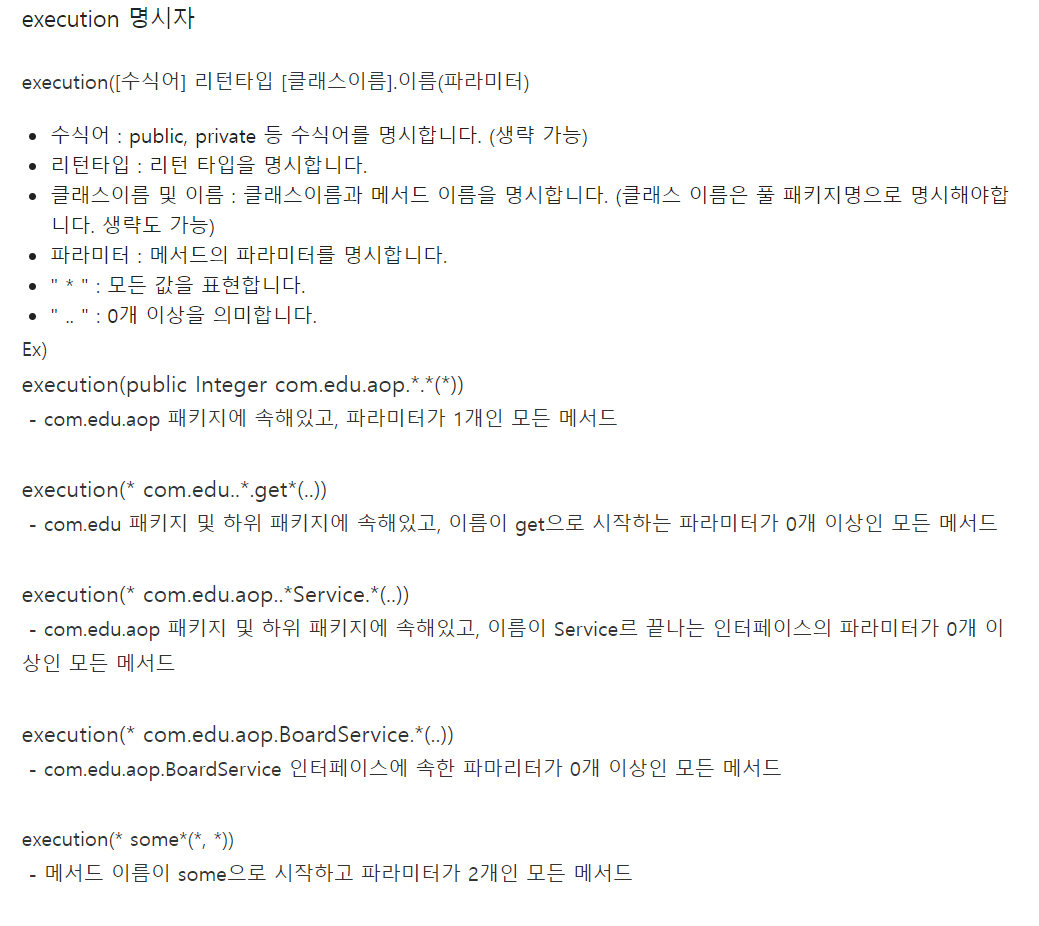 execution 명시자
execution([수식어] 리턴타입 [클래스이름].이름(파라미터)
수식어 : public, private 등 수식어를 명시합니다. (생략 가능)
리턴타입 : 리턴 타입을 명시합니다.
클래스이름 및 이름 : 클래스이름과 메서드 이름을 명시합니다. (클래스 이름은 풀 패키지명으로 명시해야합
니다. 생략도 가능)
파라미터 : 메서드의 파라미터를 명시합니다.
" * " : 모든 값을 표현합니다.
" .. " : 0개 이상을 의미합니다.
Ex)
execution(public Integer com.edu.aop.*.*(*))
- com.edu.aop 패키지에 속해있고, 파라미터가 1개인 모든 메서드
execution(* com.edu..*.get*(..))
- com.edu 패키지 및 하위 패키지에 속해있고, 이름이 get으로 시작하는 파라미터가 0개 이상인 모든 메서드
execution(* com.edu.aop..*Service.*(..))
- com.edu.aop 패키지 및 하위 패키지에 속해있고, 이름이 Service르 끝나는 인터페이스의 파라미터가 0개 이
상인 모든 메서드
execution(* com.edu.aop.BoardService.*(..))
- com.edu.aop.BoardService 인터페이스에 속한 파마리터가 0개 이상인 모든 메서드
execution(* some*(*, *))
- 메서드 이름이 some으로 시작하고 파라미터가 2개인 모든 메서드